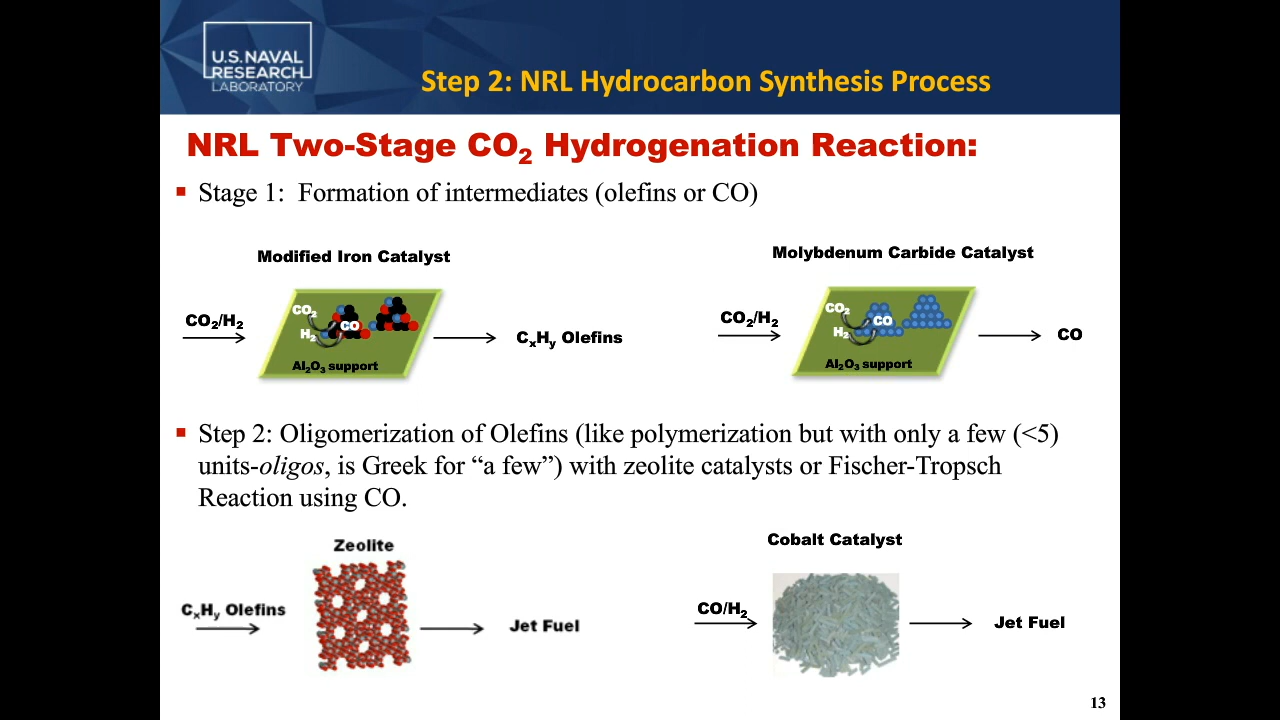 U.S. NAVAL
RESEARCH
LABORATORY
Step 2: NRL Hydrocarbon Synthesis Process
NRL Two-Stage CO₂ Hydrogenation Reaction:
▪ Stage 1:  Formation of intermediates (olefins or CO)
Modified Iron Catalyst
CO₂/H₂
CO₂
H₂
CO
Al₂O₃ support
CₓHᵧ Olefins
Molybdenum Carbide Catalyst
CO₂/H₂
CO₂
H₂
CO
Al₂O₃ support
CO
▪ Step 2: Oligomerization of Olefins (like polymerization but with only a few (<5)
units-oligos, is Greek for “a few”) with zeolite catalysts or Fischer-Tropsch
Reaction using CO.
Zeolite
CₓHᵧ Olefins
Jet Fuel
Cobalt Catalyst
CO/H₂
Jet Fuel
13